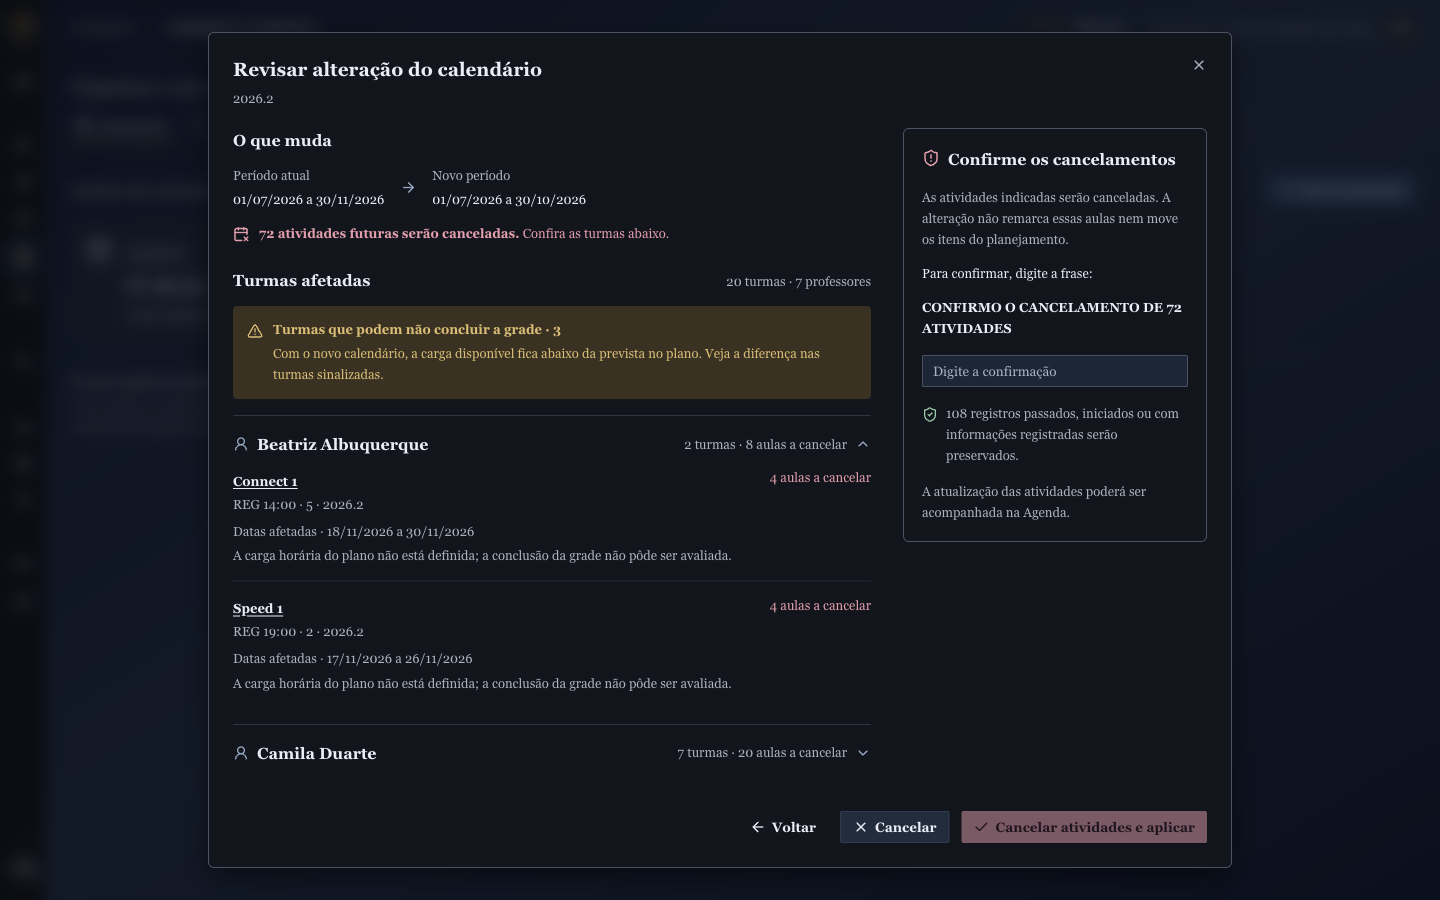 Revisar alteração do calendário
2026.2
O que muda
Período atual
01/07/2026 a 30/11/2026
Novo período
01/07/2026 a 30/10/2026
72 atividades futuras serão canceladas. Confira as turmas abaixo.
Turmas afetadas
20 turmas · 7 professores
Turmas que podem não concluir a grade · 3
Com o novo calendário, a carga disponível fica abaixo da prevista no plano. Veja a diferença nas
turmas sinalizadas.
Beatriz Albuquerque
2 turmas · 8 aulas a cancelar
Connect 1
4 aulas a cancelar
REG 14:00 · 5 · 2026.2
Datas afetadas · 18/11/2026 a 30/11/2026
A carga horária do plano não está definida; a conclusão da grade não pôde ser avaliada.
Speed 1
4 aulas a cancelar
REG 19:00 · 2 · 2026.2
Datas afetadas · 17/11/2026 a 26/11/2026
A carga horária do plano não está definida; a conclusão da grade não pôde ser avaliada.
Camila Duarte
7 turmas · 20 aulas a cancelar
Confirme os cancelamentos
As atividades indicadas serão canceladas. A
alteração não remarca essas aulas nem move
os itens do planejamento.
Para confirmar, digite a frase:
CONFIRMO O CANCELAMENTO DE 72
ATIVIDADES
Digite a confirmação
108 registros passados, iniciados ou com
informações registradas serão
preservados.
A atualização das atividades poderá ser
acompanhada na Agenda.
Voltar
Cancelar
Cancelar atividades e aplicar